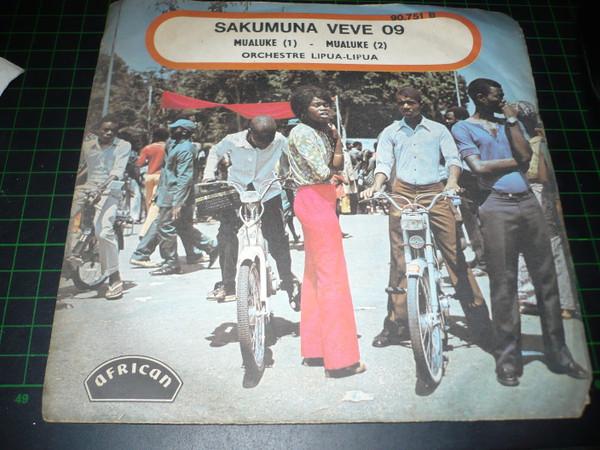 90.751 B
SAKUMUNA VEVE 09
MUALUKE (1) - MUALUKE (2)
ORCHESTRE LIPUA-LIPUA
AFRICAN
49